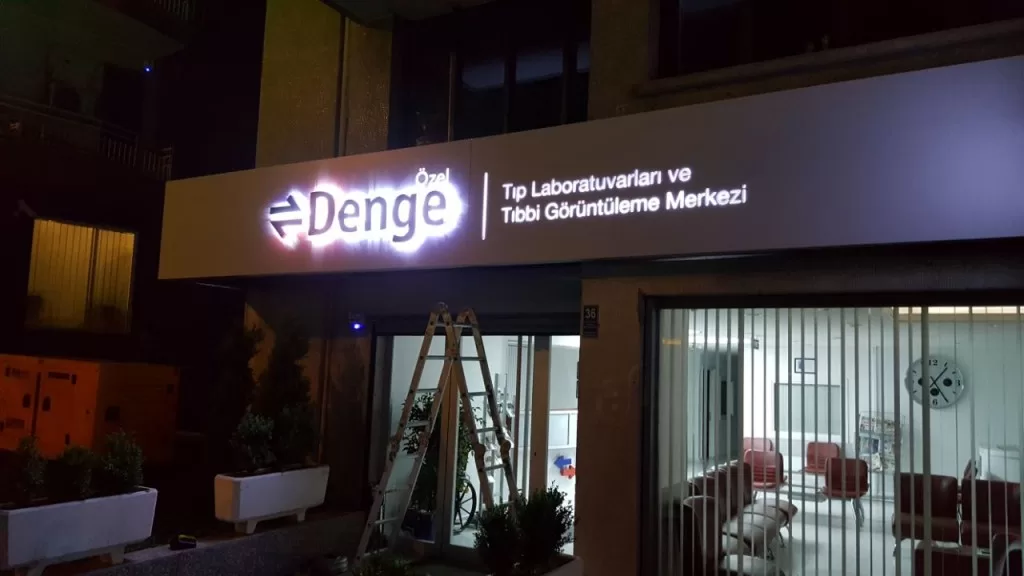 Özel
Denge
Tıp Laboratuvarları ve
Tıbbi Görüntüleme Merkezi
36